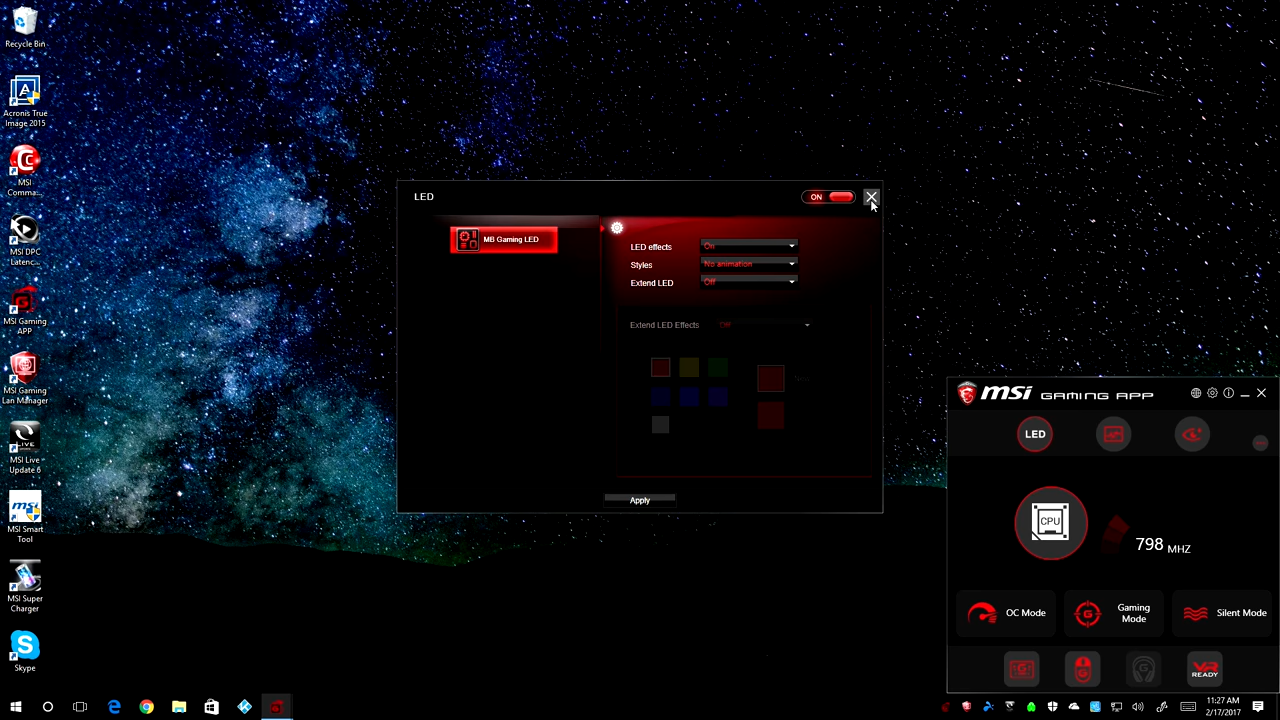 Recycle Bin
Acronis True
Image 2015
MSI
Comma...
MSI DPC
Latenc...
MSI Gaming
APP
MSI Gaming
Lan Manager
LIVE
MSI Live
Update 6
msi
MSI Smart
Tool
MSI Super
Charger
Skype
LED
ON
MB Gaming LED
LED effects
On
Styles
No animation
Extend LED
Off
Extend LED Effects
Off
Apply
msi GAMING APP
LED
CPU
798 MHZ
OC Mode
Gaming
Mode
Silent Mode
VR
READY
11:27 AM
2/17/2017